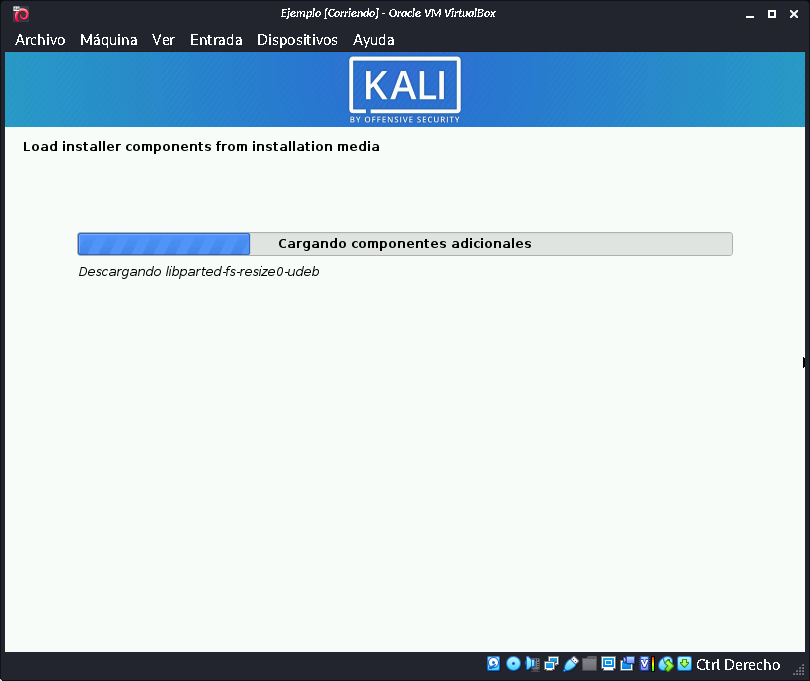 Ejemplo [Corriendo] - Oracle VM VirtualBox
Archivo Máquina Ver Entrada Dispositivos Ayuda
KALI
BY OFFENSIVE SECURITY
Load installer components from installation media
Cargando componentes adicionales
Descargando libparted-fs-resize0-udeb
Ctrl Derecho